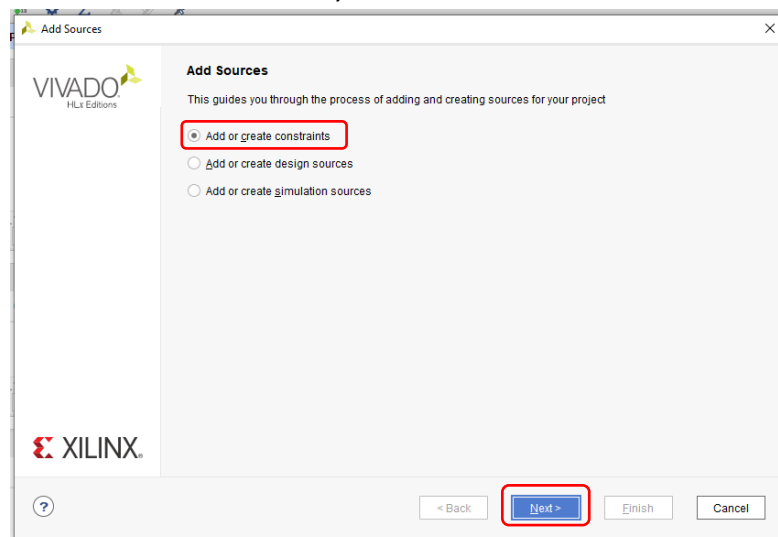 Add Sources
VIVADO
HLx Editions
Add Sources
This guides you through the process of adding and creating sources for your project
Add or create constraints
Add or create design sources
Add or create simulation sources
XILINX
?
< Back
Next >
Finish
Cancel